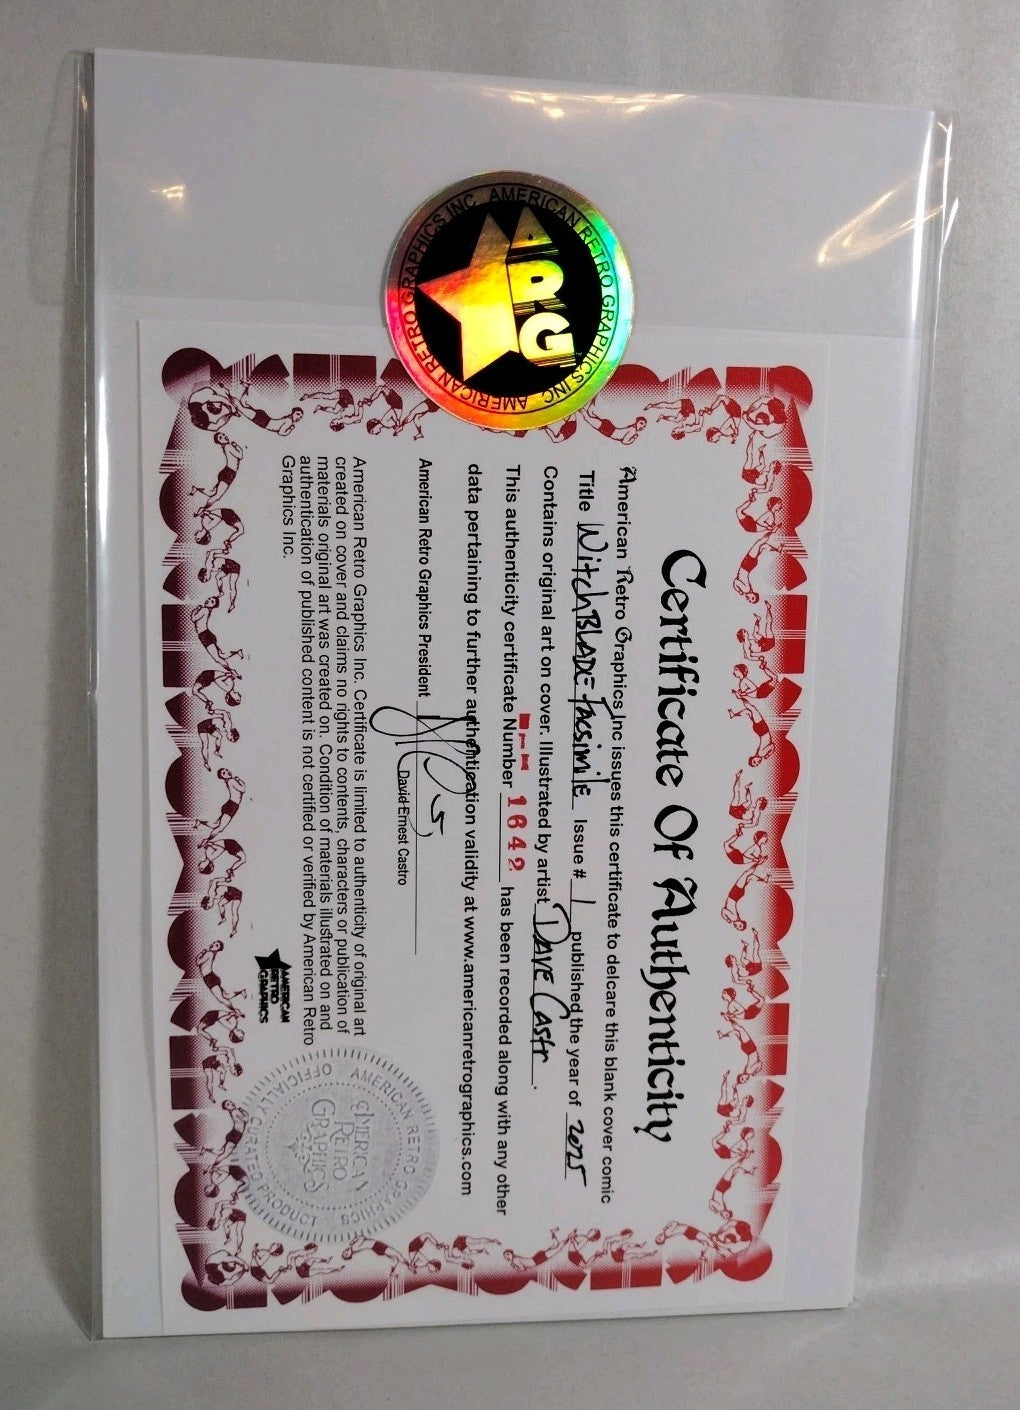 AMERICAN RETRO GRAPHICS INC. AMERICAN RETRO GRAPHICS INC.
ARG
Certificate Of Authenticity
American Retro Graphics Inc issues this certificate to delcare this blank cover comic
Title WitchBLADE facsimile Issue # 1 published the year of 2025
Contains original art on cover. Illustrated by artist DAVE Castr.
This authenticity certificate Number 1642 has been recorded along with any other
data pertaining to further authentication validity at www.americanretrographics.com
American Retro Graphics President
David Ernest Castro
American Retro Graphics Inc. Certificate is limited to authenticity of original art
created on cover and claims no rights to contents, characters or publication of
materials original art was created on. Condition of materials illustrated on and
authentication of published content is not certified or verified by American Retro
Graphics Inc.
AMERICAN
RETRO
GRAPHICS
AMERICAN RETRO GRAPHICS
OFFICIALLY CURATED PRODUCT
AMERICAN
RETRO
GRAPHICS